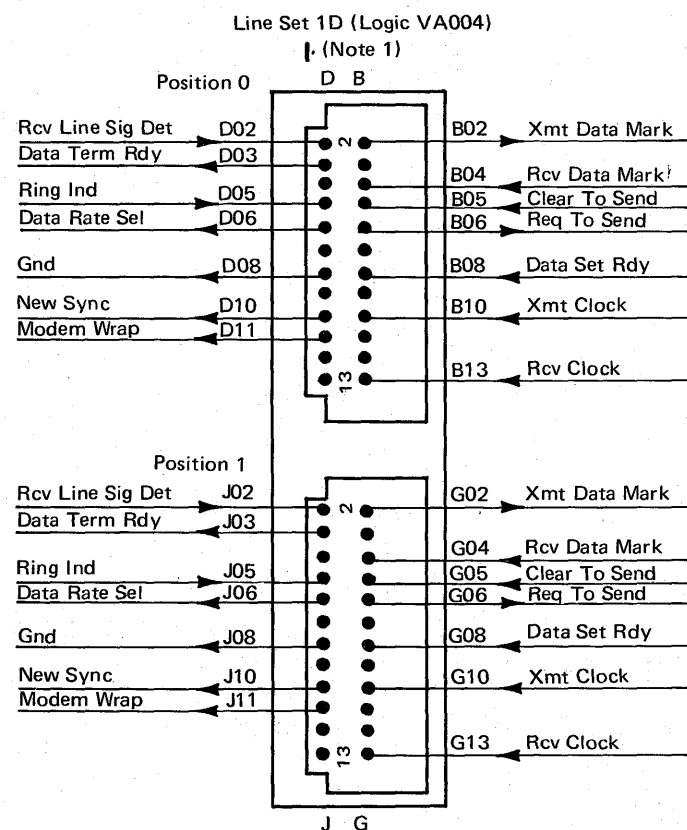 Line Set 1D (Logic VA004)
(Note 1)
Position 0
D B
Rcv Line Sig Det D02
B02 Xmt Data Mark
Data Term Rdy D03
B04 Rcv Data Mark
Ring Ind D05
B05 Clear To Send
Data Rate Sel D06
B06 Req To Send
Gnd D08
B08 Data Set Rdy
New Sync D10
B10 Xmt Clock
Modem Wrap D11
B13 Rcv Clock
2
13
Position 1
Rcv Line Sig Det J02
G02 Xmt Data Mark
Data Term Rdy J03
G04 Rcv Data Mark
Ring Ind J05
G05 Clear To Send
Data Rate Sel J06
G06 Req To Send
Gnd J08
G08 Data Set Rdy
New Sync J10
G10 Xmt Clock
Modem Wrap J11
G13 Rcv Clock
2
13
J G